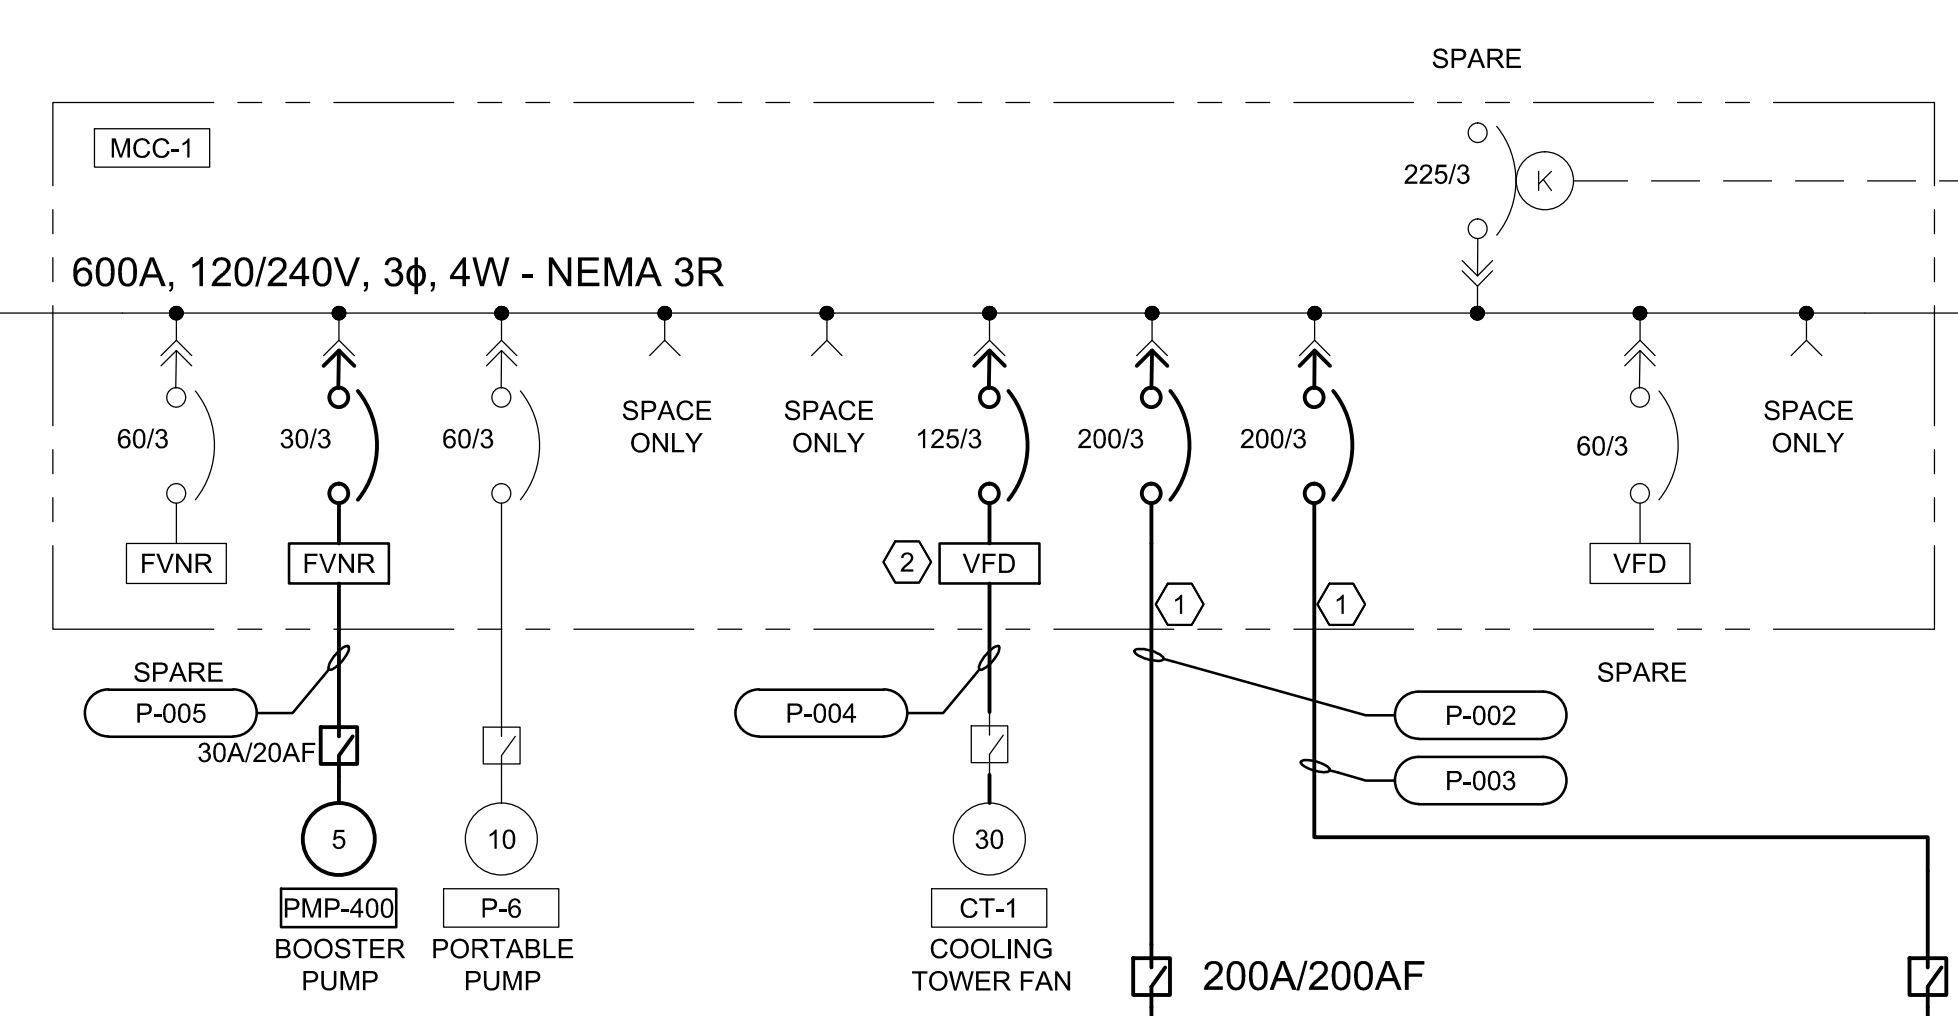 SPARE
MCC-1
225/3
K
600A, 120/240V, 3ϕ, 4W - NEMA 3R
60/3
30/3
60/3
SPACE
ONLY
SPACE
ONLY
125/3
200/3
200/3
60/3
SPACE
ONLY
FVNR
FVNR
2
VFD
VFD
1
1
SPARE
P-005
P-004
SPARE
P-002
P-003
30A/20AF
5
10
30
PMP-400
BOOSTER
PUMP
P-6
PORTABLE
PUMP
CT-1
COOLING
TOWER FAN
200A/200AF